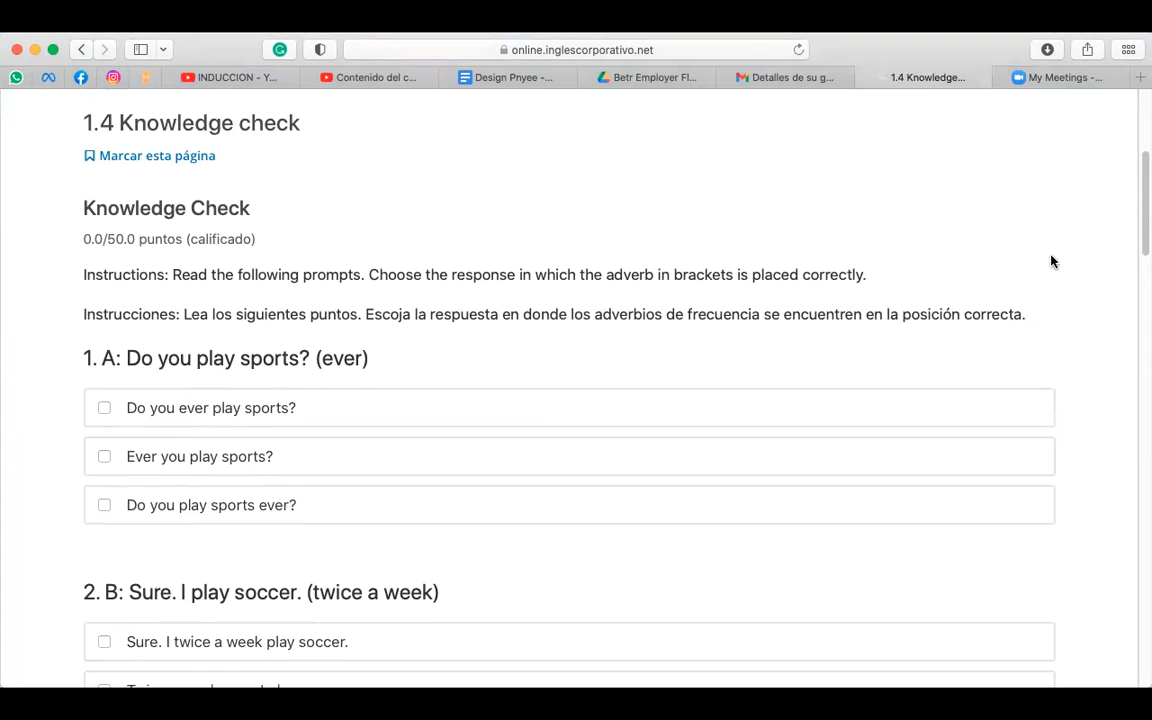 online.inglescorporativo.net
INDUCCION - Y...
Contenido del c...
Design Pnyee -...
Betr Employer Fl...
Detalles de su g...
1.4 Knowledge...
My Meetings -...
1.4 Knowledge check
Marcar esta página
Knowledge Check
0.0/50.0 puntos (calificado)
Instructions: Read the following prompts. Choose the response in which the adverb in brackets is placed correctly.
Instrucciones: Lea los siguientes puntos. Escoja la respuesta en donde los adverbios de frecuencia se encuentren en la posición correcta.
1. A: Do you play sports? (ever)
Do you ever play sports?
Ever you play sports?
Do you play sports ever?
2. B: Sure. I play soccer. (twice a week)
Sure. I twice a week play soccer.